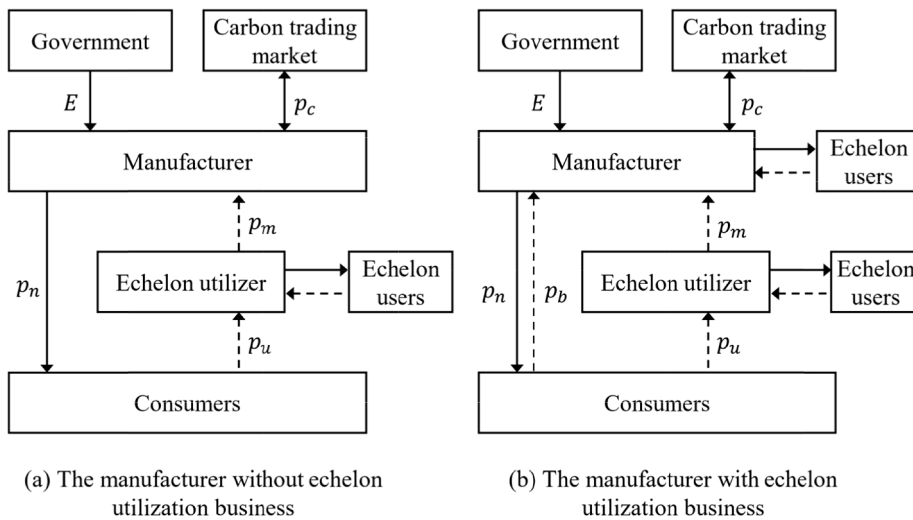 Government
Carbon trading
market
E
p_c
Manufacturer
p_m
p_n
Echelon utilizer
Echelon
users
p_u
Consumers
(a) The manufacturer without echelon
utilization business
Government
Carbon trading
market
E
p_c
Manufacturer
Echelon
users
p_m
p_n
p_b
Echelon utilizer
Echelon
users
p_u
Consumers
(b) The manufacturer with echelon
utilization business